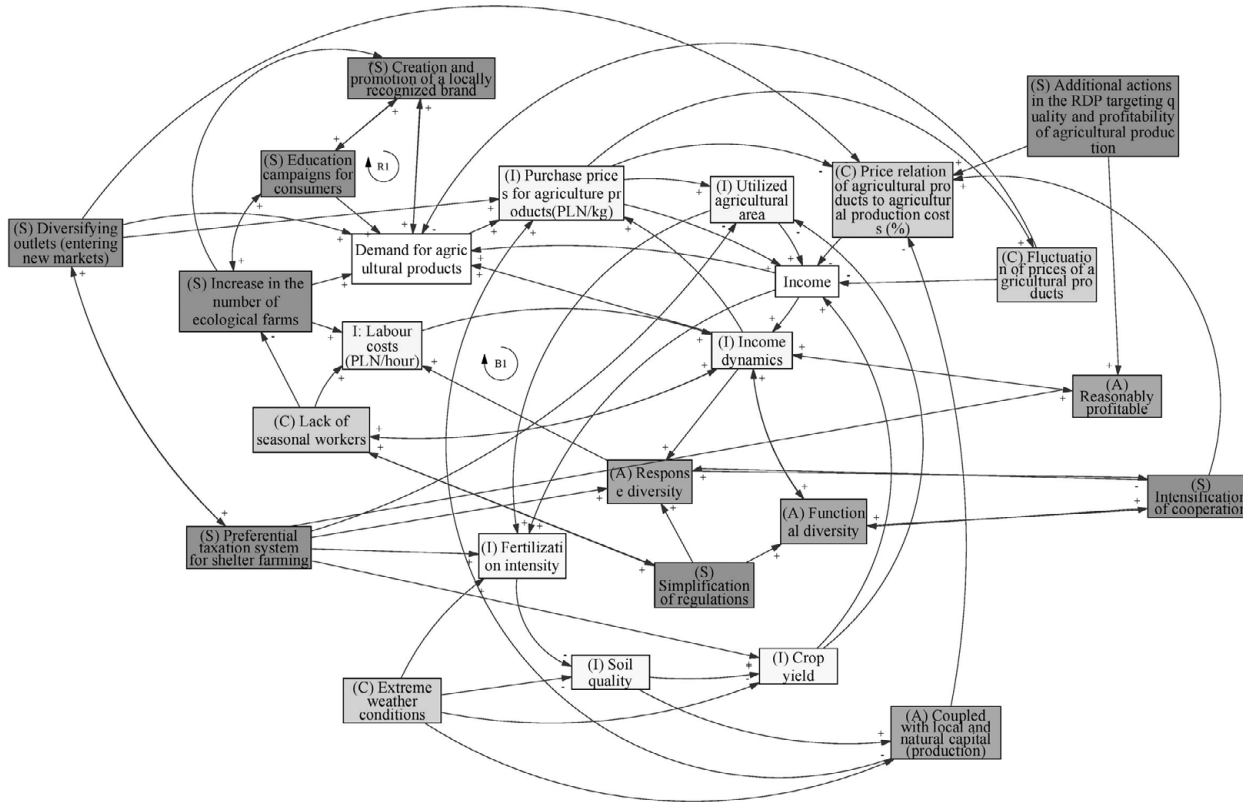 (S) Creation and
promotion of a locally
recognized brand
(S) Additional actions
in the RDP targeting q
uality and profitability
of agricultural produc
tion
(S) Education
campaigns for
consumers
R1
(I) Purchase price
s for agriculture pr
oducts(PLN/kg)
(I) Utilized
agricultural
area
(C) Price relation
of agricultural pro
ducts to agricultur
al production cost
s (%)
(S) Diversifying
outlets (entering
new markets)
Demand for agric
ultural products
(C) Fluctuatio
n of prices of a
gricultural pro
ducts
Income
(S) Increase in the
number of
ecological farms
I: Labour
costs
(PLN/hour)
B1
(I) Income
dynamics
(A)
Reasonably
profitable
(C) Lack of
seasonal workers
(A) Respons
e diversity
(S)
Intensification
of cooperation
(A) Function
al diversity
(S) Preferential
taxation system
for shelter farming
(I) Fertilizati
on intensity
(S)
Simplification
of regulations
(I) Soil
quality
(I) Crop
yield
(C) Extreme
weather
conditions
(A) Coupled
with local and
natural capital
(production)